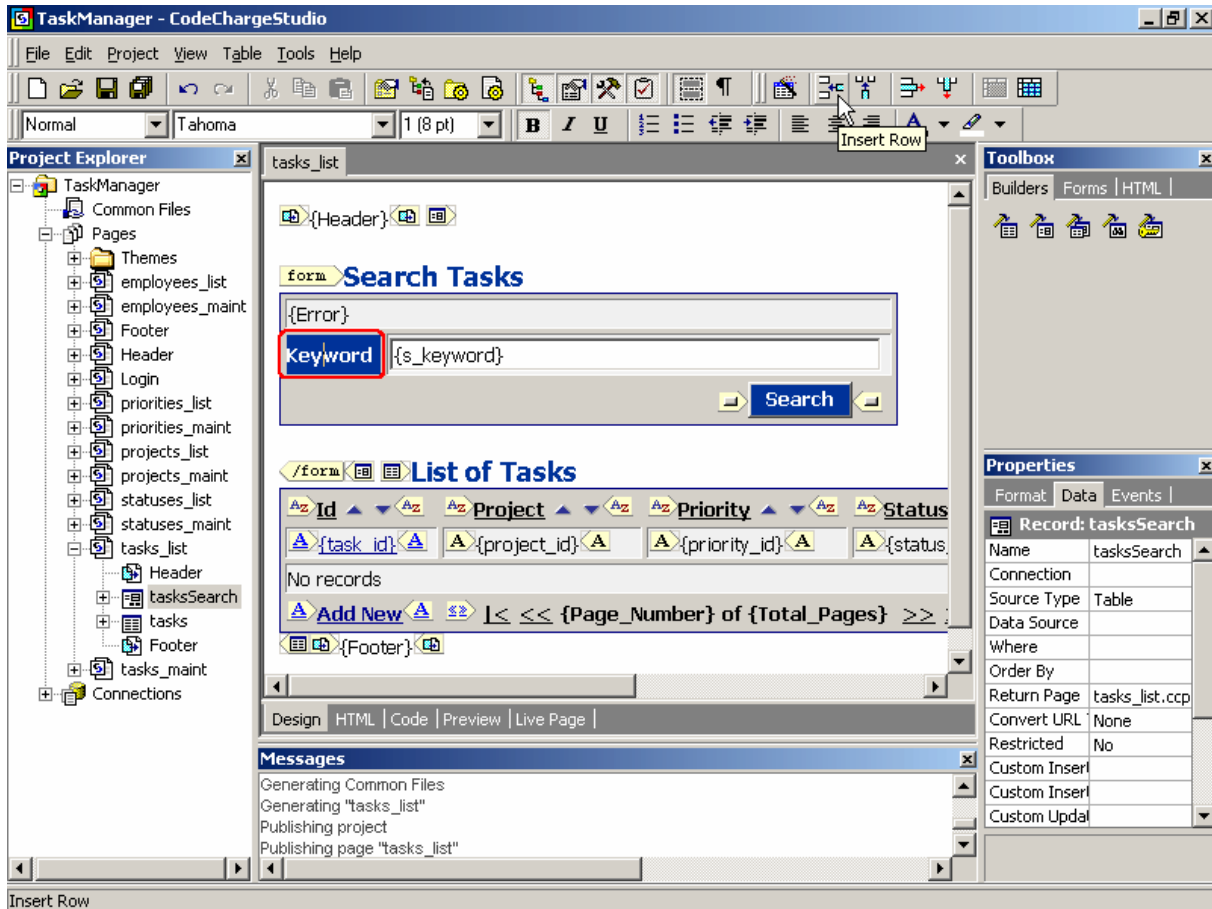 TaskManager - CodeChargeStudio
File Edit Project View Table Tools Help
Normal Tahoma 1 (8 pt) B I U A
Insert Row
Project Explorer
TaskManager
Common Files
Pages
Themes
employees_list
employees_maint
Footer
Header
Login
priorities_list
priorities_maint
projects_list
projects_maint
statuses_list
statuses_maint
tasks_list
Header
tasksSearch
tasks
Footer
tasks_maint
Connections
tasks_list
{Header}
form Search Tasks
{Error}
Keyword {s_keyword}
Search
/form List of Tasks
Id Project Priority Status
{task_id} {project_id} {priority_id} {status_
No records
Add New |< << {Page_Number} of {Total_Pages} >>
{Footer}
Design HTML Code Preview Live Page
Messages
Generating Common Files
Generating "tasks_list"
Publishing project
Publishing page "tasks_list"
Toolbox
Builders Forms HTML
Properties
Format Data Events
Record: tasksSearch
Name tasksSearch
Connection
Source Type Table
Data Source
Where
Order By
Return Page tasks_list.ccp
Convert URL None
Restricted No
Custom Insert
Custom Insert
Custom Updat
Insert Row